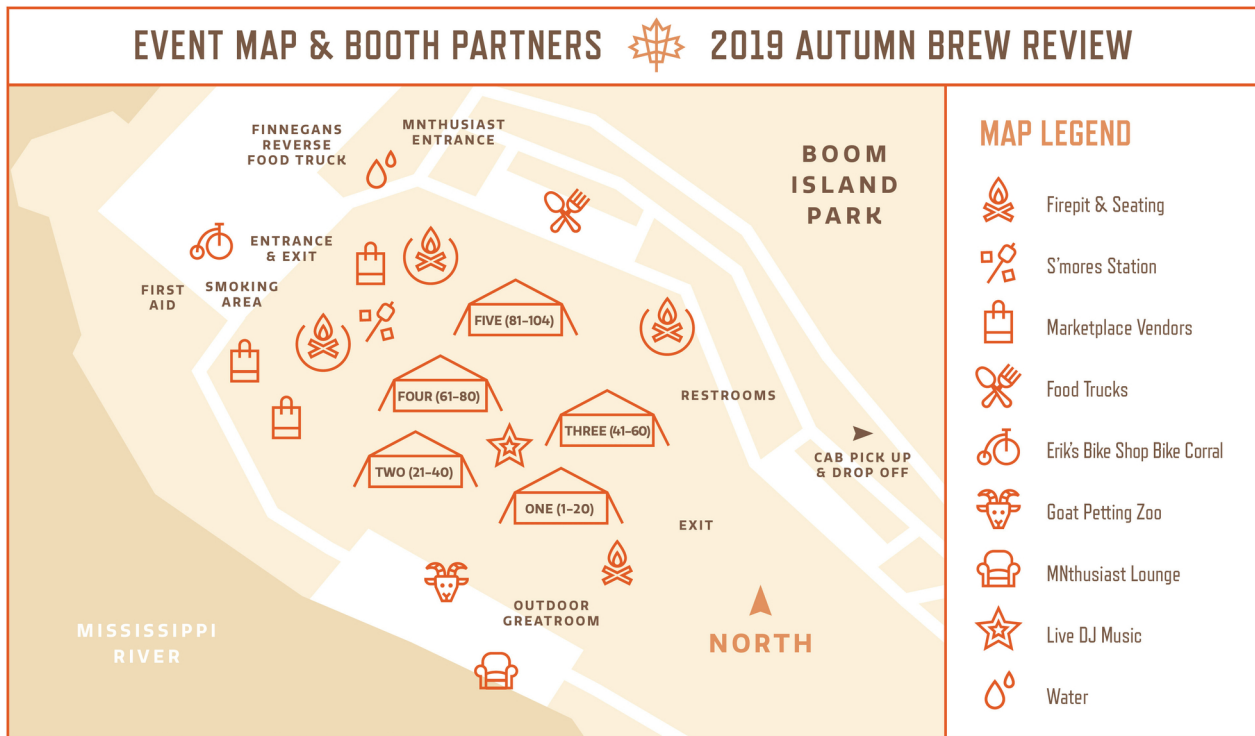 EVENT MAP & BOOTH PARTNERS
2019 AUTUMN BREW REVIEW
FINNEGANS
REVERSE
FOOD TRUCK
MNTHUSIAST
ENTRANCE
BOOM
ISLAND
PARK
ENTRANCE
& EXIT
FIRST
AID
SMOKING
AREA
FIVE (81–104)
FOUR (61–80)
THREE (41–60)
TWO (21–40)
ONE (1–20)
RESTROOMS
CAB PICK UP
& DROP OFF
EXIT
OUTDOOR
GREATROOM
MISSISSIPPI
RIVER
NORTH
MAP LEGEND
Firepit & Seating
S'mores Station
Marketplace Vendors
Food Trucks
Erik's Bike Shop Bike Corral
Goat Petting Zoo
MNthusiast Lounge
Live DJ Music
Water